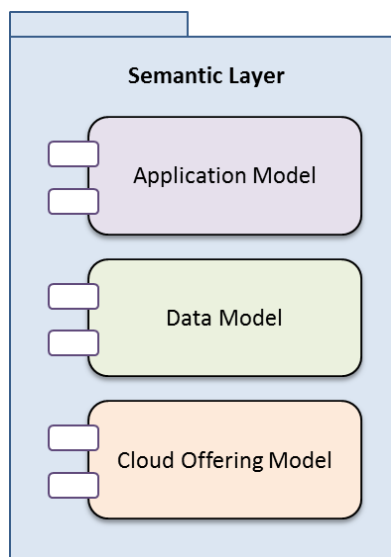 Semantic Layer
Application Model
Data Model
Cloud Offering Model